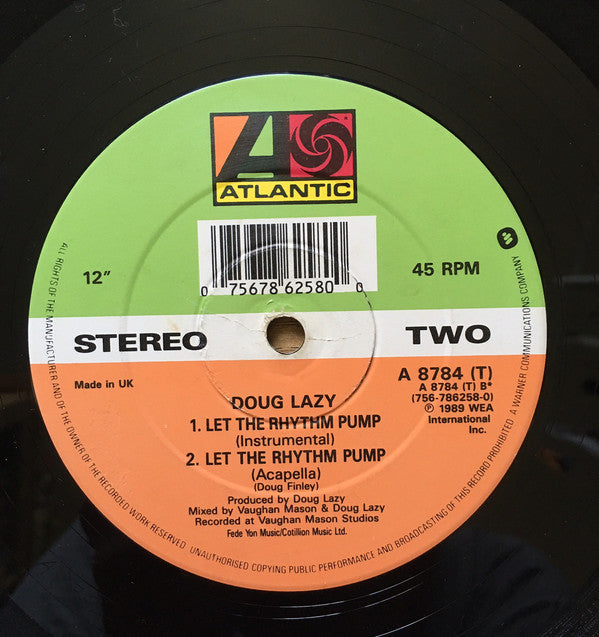 A
ATLANTIC
12"
45 RPM
0 75678 62580 0
STEREO
TWO
Made in UK
A 8784 (T)
A 8784 (T) B*
(756-786258-0)
℗ 1989 WEA
International
Inc.
DOUG LAZY
1. LET THE RHYTHM PUMP
(Instrumental)
2. LET THE RHYTHM PUMP
(Acapella)
(Doug Finley)
Produced by Doug Lazy
Mixed by Vaughan Mason & Doug Lazy
Recorded at Vaughan Mason Studios
Fede Yon Music/Cotillion Music Ltd.
ALL RIGHTS OF THE MANUFACTURER AND OF THE OWNER OF THE RECORDED WORK RESERVED. UNAUTHORISED COPYING PUBLIC PERFORMANCE AND BROADCASTING OF THIS RECORD PROHIBITED. A WARNER COMMUNICATIONS COMPANY